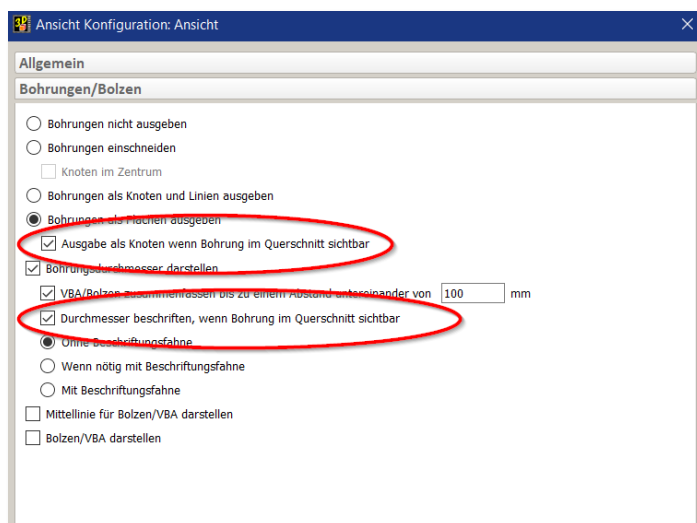 Ansicht Konfiguration: Ansicht
Allgemein
Bohrungen/Bolzen
Bohrungen nicht ausgeben
Bohrungen einschneiden
Knoten im Zentrum
Bohrungen als Knoten und Linien ausgeben
Bohrungen als Flächen ausgeben
Ausgabe als Knoten wenn Bohrung im Querschnitt sichtbar
Bohrungsdurchmesser darstellen
VBA/Bolzen zusammenfassen bis zu einem Abstand untereinander von 100 mm
Durchmesser beschriften, wenn Bohrung im Querschnitt sichtbar
Ohne Beschriftungsfahne
Wenn nötig mit Beschriftungsfahne
Mit Beschriftungsfahne
Mittellinie für Bolzen/VBA darstellen
Bolzen/VBA darstellen